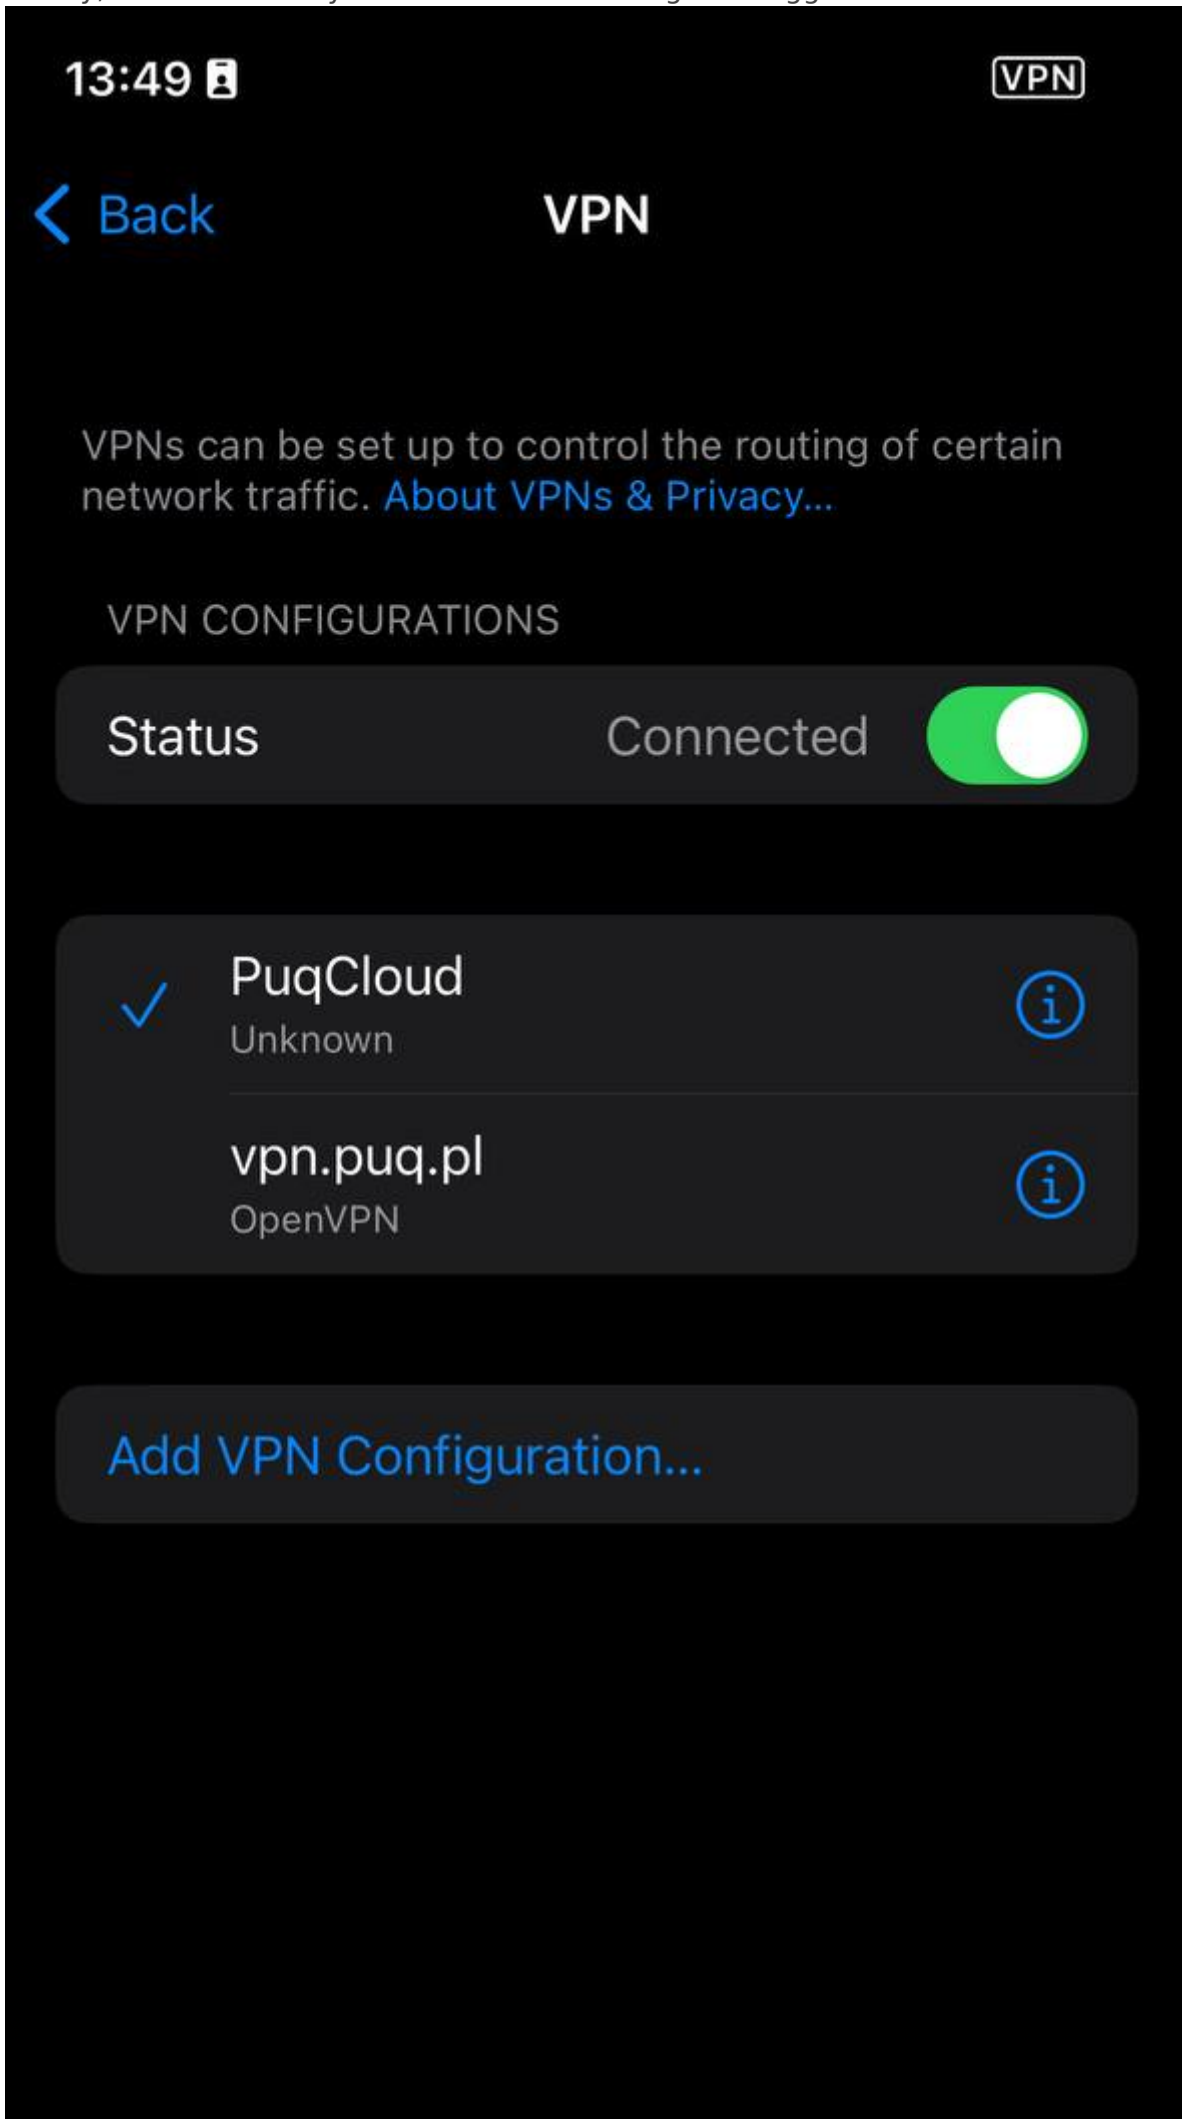 13:49
VPN
Back
VPN
VPNs can be set up to control the routing of certain
network traffic. About VPNs & Privacy...
VPN CONFIGURATIONS
Status
Connected
PuqCloud
Unknown
vpn.puq.pl
OpenVPN
Add VPN Configuration...